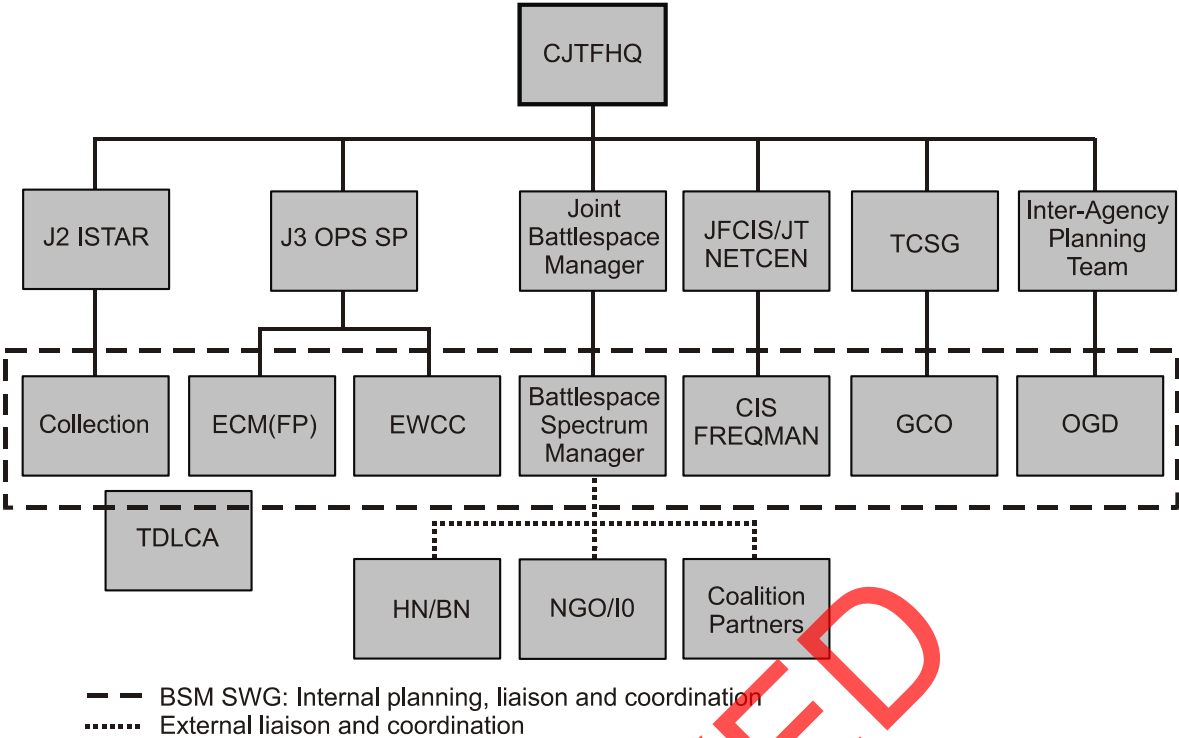 CJTFHQ
J2 ISTAR
J3 OPS SP
Joint
Battlespace
Manager
JFCIS/JT
NETCEN
TCSG
Inter-Agency
Planning
Team
Collection
ECM(FP)
EWCC
Battlespace
Spectrum
Manager
CIS
FREQMAN
GCO
OGD
TDLCA
HN/BN
NGO/I0
Coalition
Partners
BSM SWG: Internal planning, liaison and coordination
External liaison and coordination